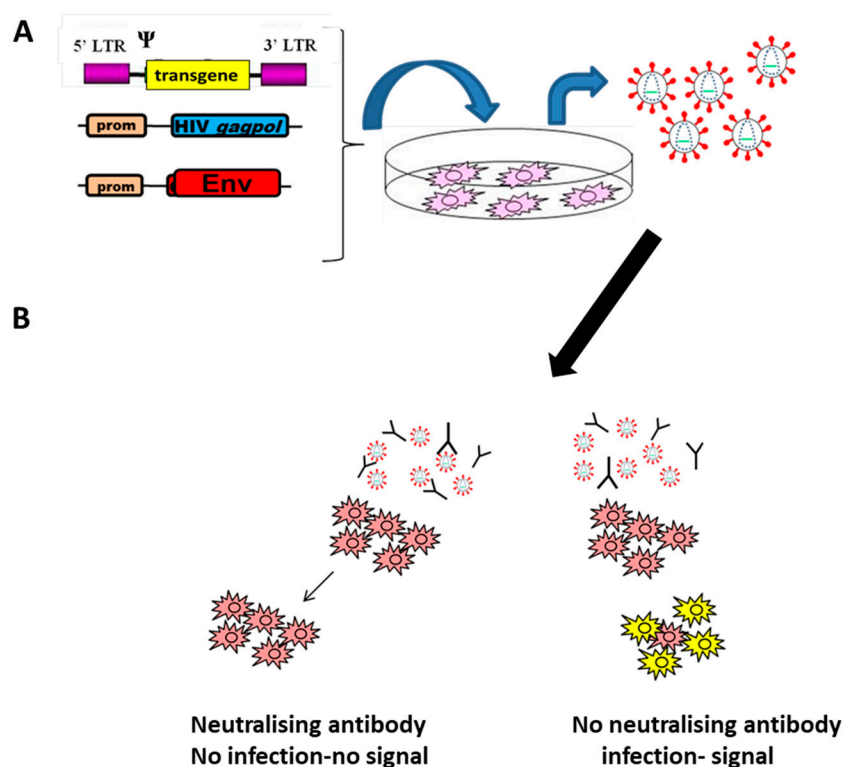 A
5' LTR Ψ 3' LTR
transgene
prom HIV gagpol
prom Env
B
Neutralising antibody
No infection-no signal
No neutralising antibody
infection- signal